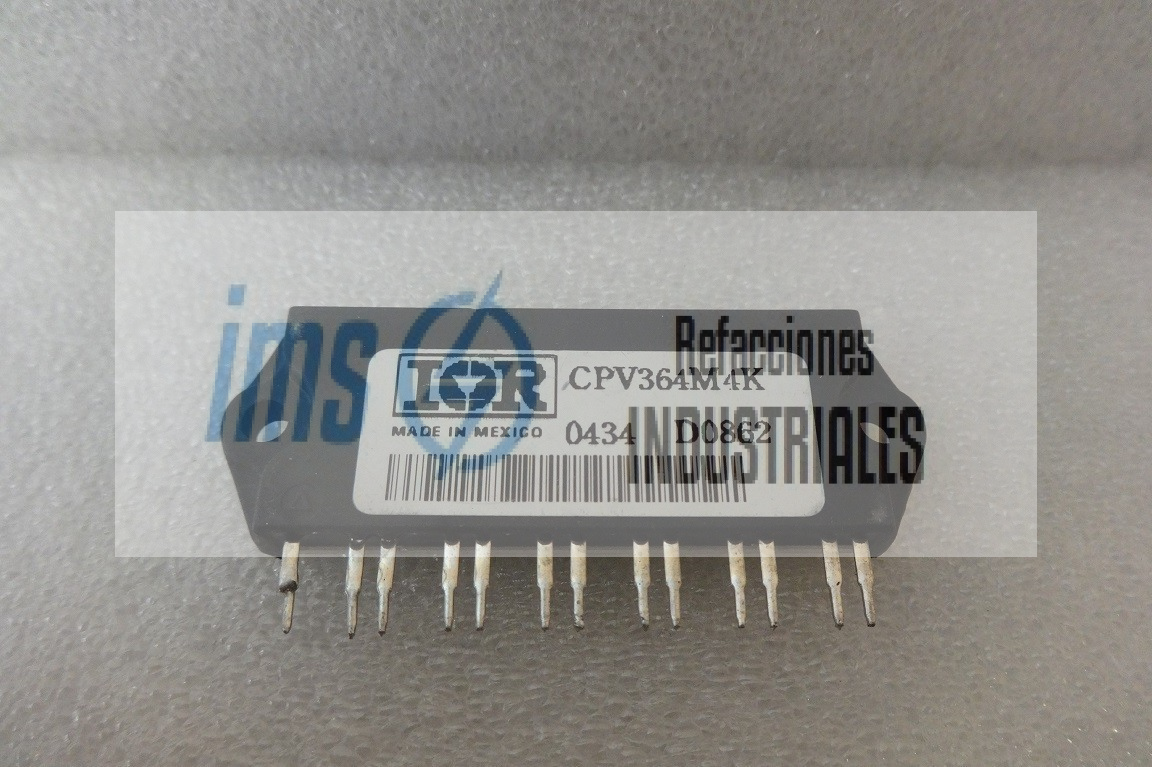 ims
Refacciones
INDUSTRIALES
IOR
CPV364M4K
MADE IN MEXICO
0434 D0862